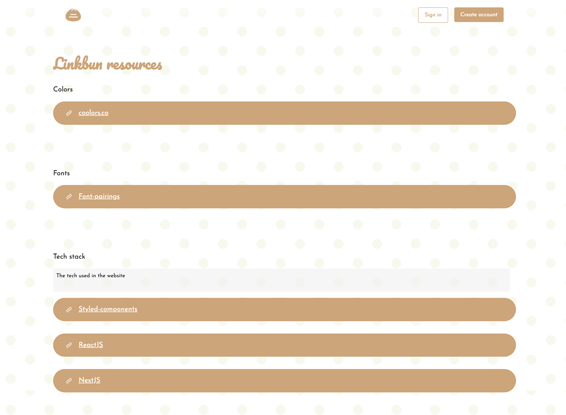 Sign in
Create account
Linkbun resources
Colors
coolors.co
Fonts
Font-pairings
Tech stack
The tech used in the website
Styled-components
ReactJS
NextJS